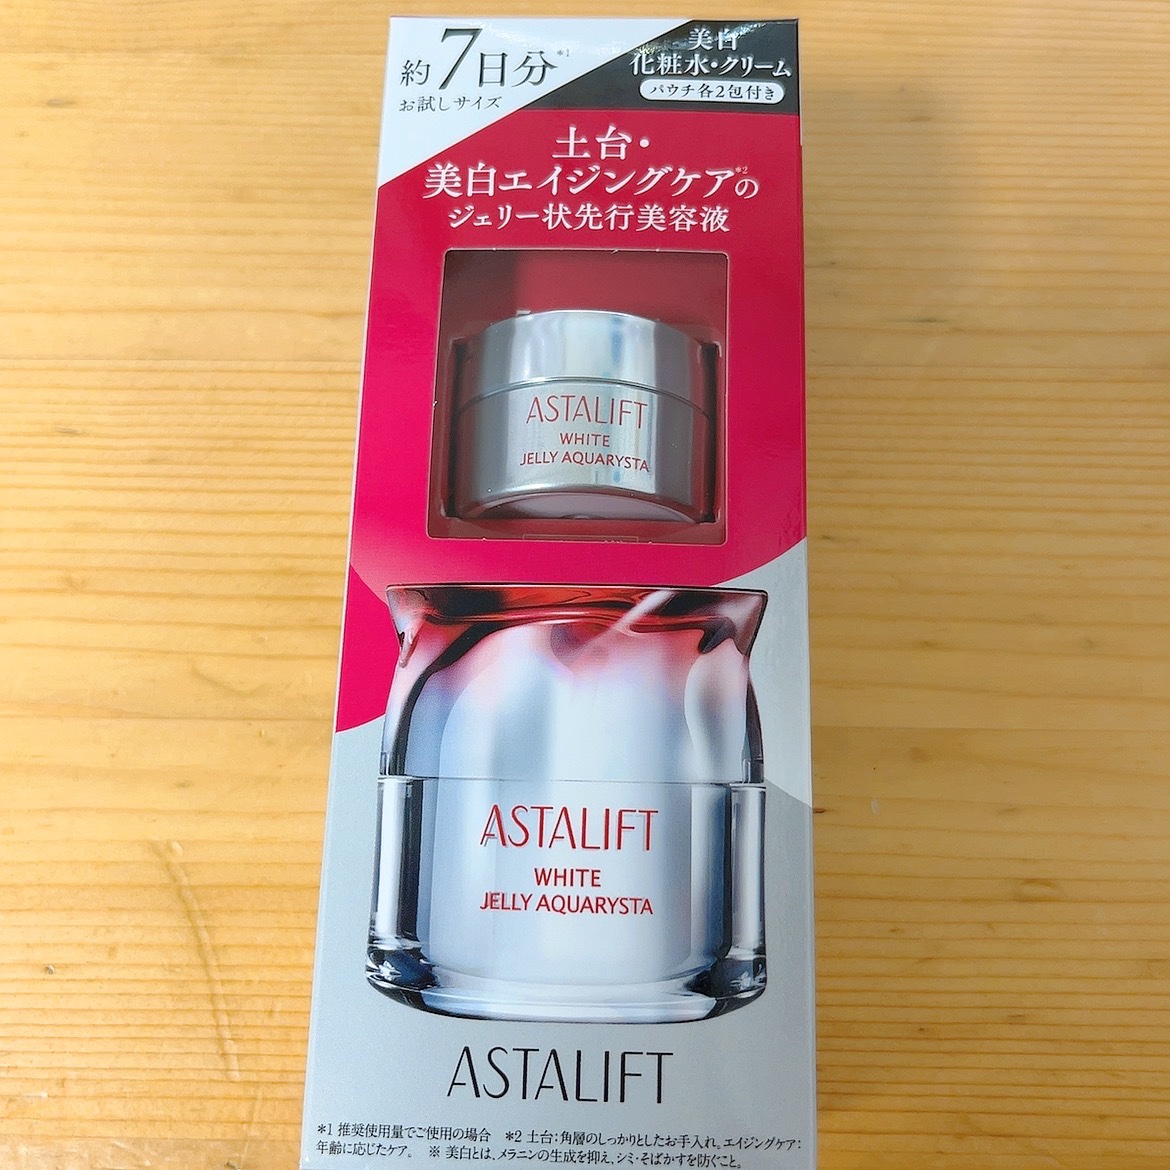 約7日分*1
お試しサイズ
美白
化粧水・クリーム
パウチ各2包付き
土台・
美白エイジングケア*2の
ジェリー状先行美容液
ASTALIFT
WHITE
JELLY AQUARYSTA
ASTALIFT
WHITE
JELLY AQUARYSTA
ASTALIFT
*1 推奨使用量でご使用の場合 *2 土台：角層のしっかりとしたお手入れ。エイジングケア：
年齢に応じたケア。 ※ 美白とは、メラニンの生成を抑え、シミ・そばかすを防ぐこと。